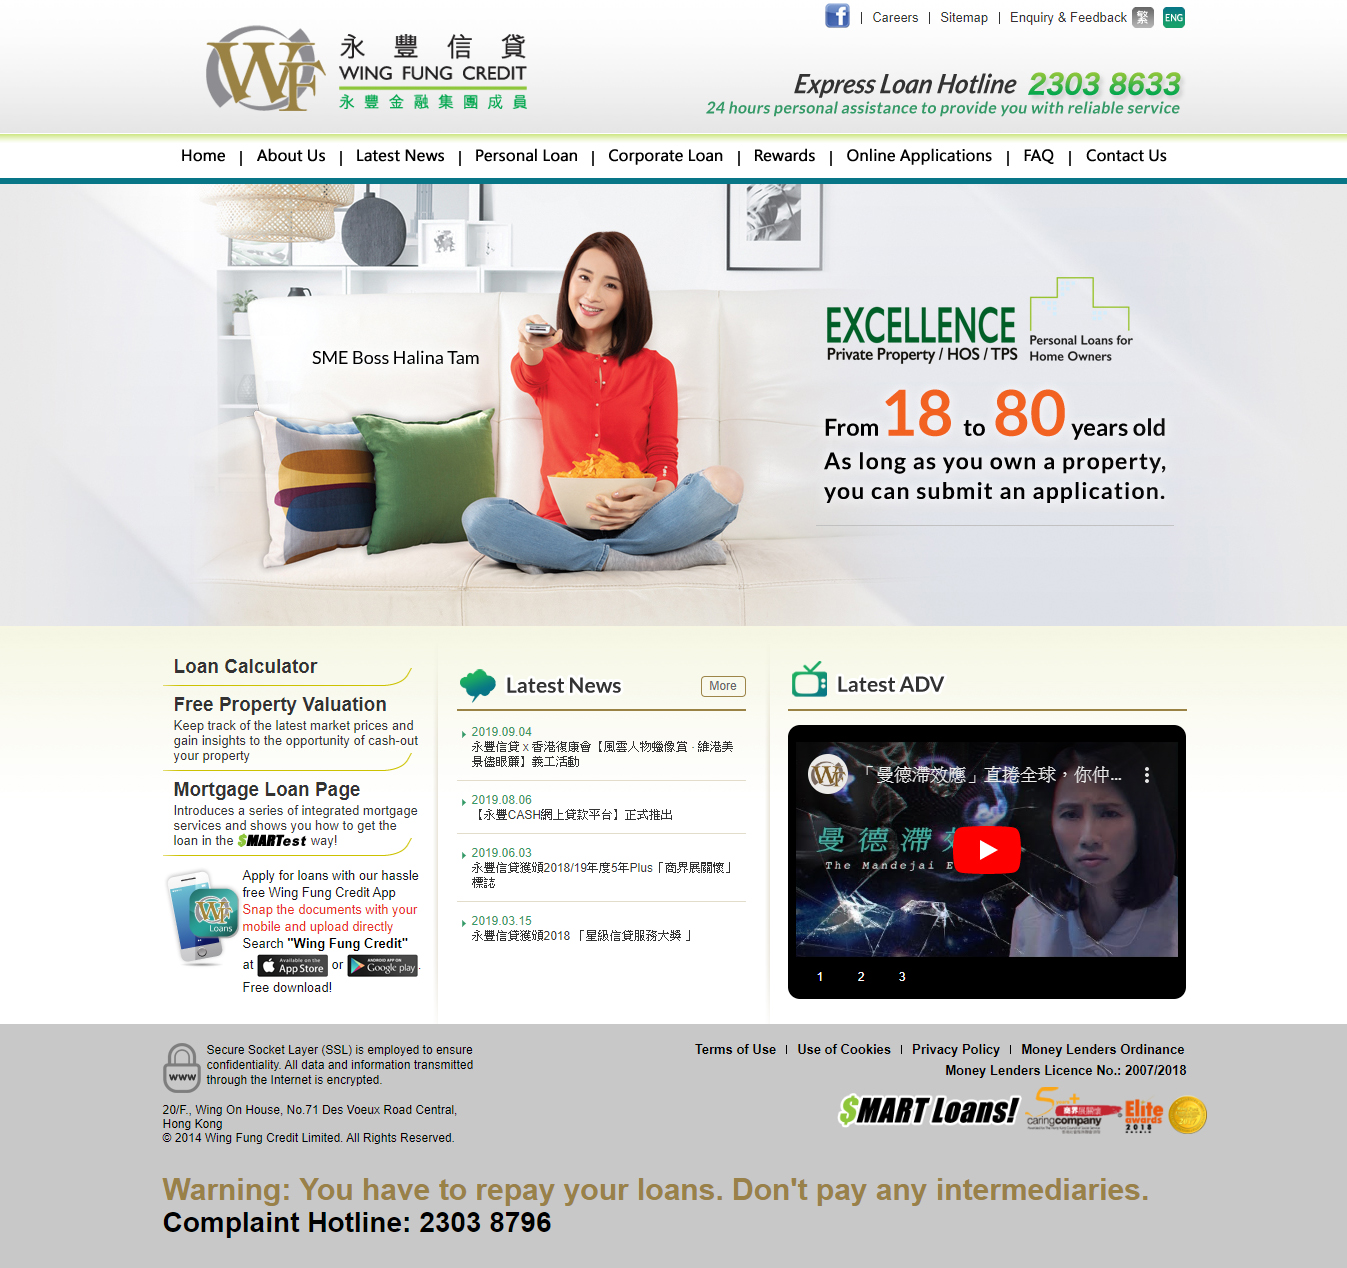 Careers | Sitemap | Enquiry & Feedback 繁 ENG
永豐信貸
WING FUNG CREDIT
永豐金融集團成員
Express Loan Hotline 2303 8633
24 hours personal assistance to provide you with reliable service
Home | About Us | Latest News | Personal Loan | Corporate Loan | Rewards | Online Applications | FAQ | Contact Us
SME Boss Halina Tam
EXCELLENCE
Private Property / HOS / TPS
Personal Loans for
Home Owners
From 18 to 80 years old
As long as you own a property,
you can submit an application.
Loan Calculator
Free Property Valuation
Keep track of the latest market prices and
gain insights to the opportunity of cash-out
your property
Mortgage Loan Page
Introduces a series of integrated mortgage
services and shows you how to get the
loan in the $MARTest way!
Loans
Apply for loans with our hassle
free Wing Fung Credit App
Snap the documents with your
mobile and upload directly
Search "Wing Fung Credit"
at Available on the App Store or ANDROID APP ON Google play.
Free download!
Latest News
More
2019.09.04
永豐信貸 x 香港復康會【風雲人物蠟像賞 ‧ 維港美
景儘眼簾】義工活動
2019.08.06
【永豐CASH網上貸款平台】正式推出
2019.06.03
永豐信貸獲頒2018/19年度5年Plus「商界展關懷」
標誌
2019.03.15
永豐信貸獲頒2018 「星級信貸服務大獎 」
Latest ADV
「曼德滯效應」直捲全球，你仲...
曼德滯
The Mandejai E
1 2 3
www
Secure Socket Layer (SSL) is employed to ensure
confidentiality. All data and information transmitted
through the Internet is encrypted.
20/F., Wing On House, No.71 Des Voeux Road Central,
Hong Kong
© 2014 Wing Fung Credit Limited. All Rights Reserved.
Terms of Use | Use of Cookies | Privacy Policy | Money Lenders Ordinance
Money Lenders Licence No.: 2007/2018
$MART Loans!
5+
商界展關懷
caringcompany
Elite
awards
2018
Warning: You have to repay your loans. Don't pay any intermediaries.
Complaint Hotline: 2303 8796